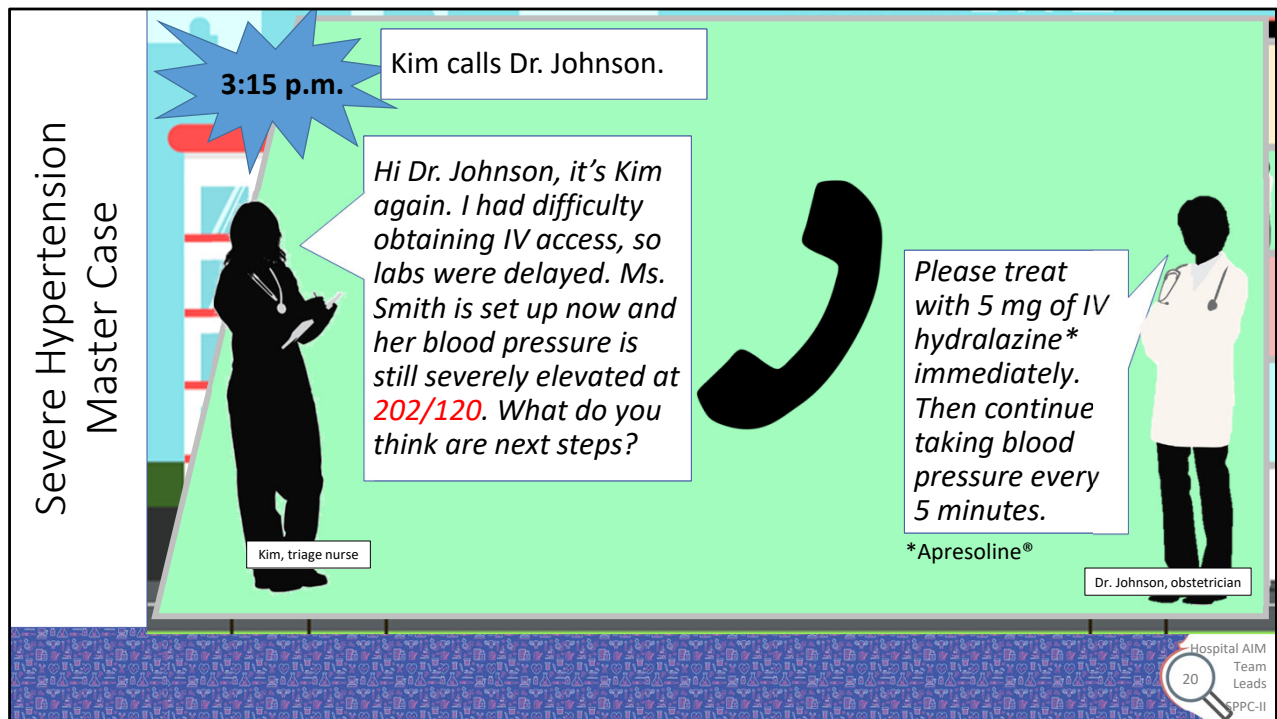 Severe Hypertension
Master Case
3:15 p.m.
Kim calls Dr. Johnson.
Hi Dr. Johnson, it’s Kim
again. I had difficulty
obtaining IV access, so
labs were delayed. Ms.
Smith is set up now and
her blood pressure is
still severely elevated at
202/120. What do you
think are next steps?
Please treat
with 5 mg of IV
hydralazine*
immediately.
Then continue
taking blood
pressure every
5 minutes.
*Apresoline®
Kim, triage nurse
Dr. Johnson, obstetrician
Hospital AIM
Team
Leads
SPPC-II
20